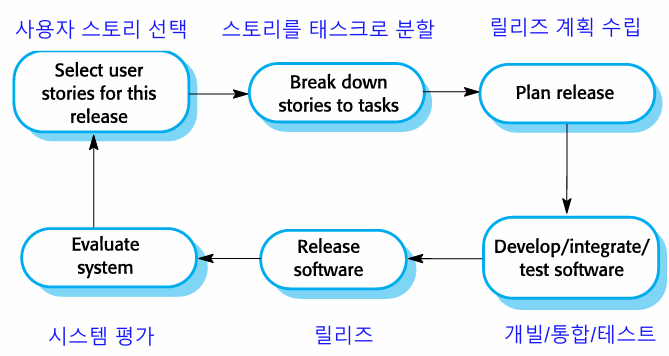 사용자 스토리 선택
스토리를 태스크로 분할
릴리즈 계획 수립
Select user
stories for this
release
Break down
stories to tasks
Plan release
Evaluate
system
Release
software
Develop/integrate/
test software
시스템 평가
릴리즈
개빌/통합/테스트